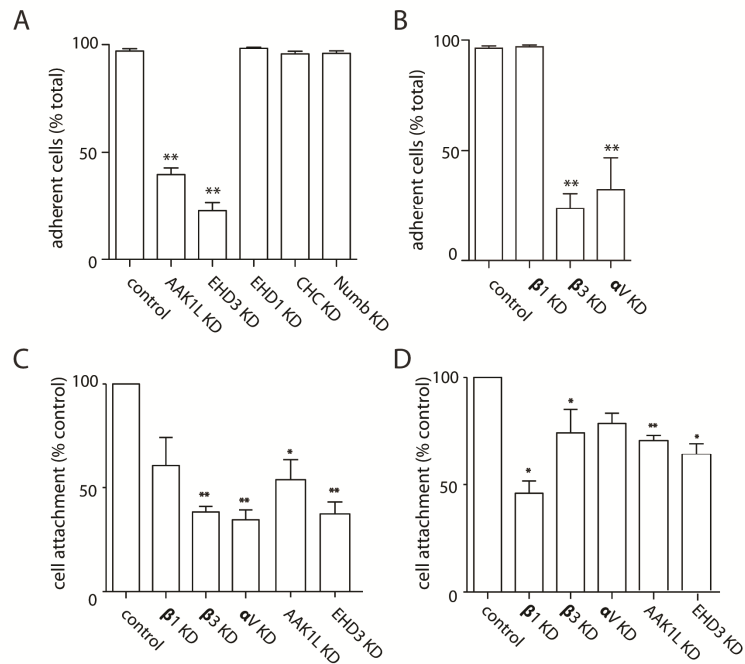 A
adherent cells (% total)
100
50
0
**
**
control
AAK1L KD
EHD3 KD
EHD1 KD
CHC KD
Numb KD
B
adherent cells (% total)
100
50
0
**
**
control
β1 KD
β3 KD
αV KD
C
cell attachment (% control)
100
50
0
**
**
*
**
control
β1 KD
β3 KD
αV KD
AAK1L KD
EHD3 KD
D
cell attachment (% control)
100
50
0
*
*
**
*
control
β1 KD
β3 KD
αV KD
AAK1L KD
EHD3 KD